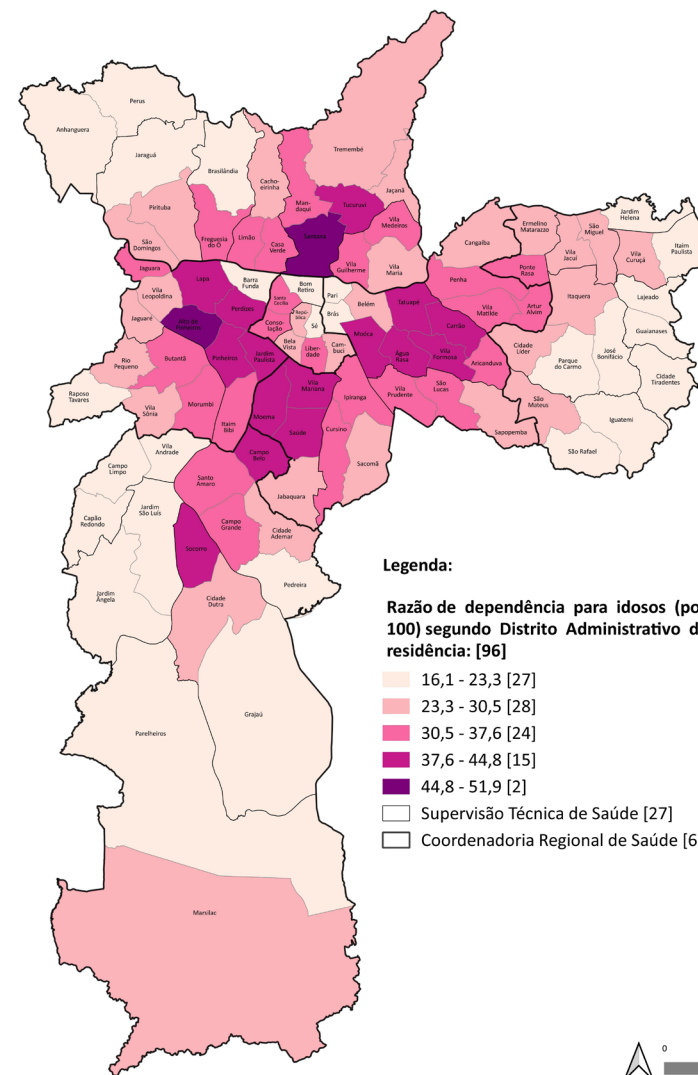 Perus
Anhanguera
Jaraguá
Brasilândia
Cacho-
eirinha
Tremembé
Jaçanã
Man-
daqui
Tucuruvi
Vila
Medeiros
Pirituba
São
Domingos
Freguesia
do Ó
Limão
Casa
Verde
Santana
Vila
Guilherme
Vila
Maria
Jaguara
Vila
Leopoldina
Lapa
Barra
Funda
Bom
Retiro
Pari
Brás
Belém
Tatuapé
Cangaíba
Ermelino
Matarazzo
São
Miguel
Jardim
Helena
Vila
Jacuí
Vila
Curuçá
Itaim
Paulista
Penha
Ponte
Rasa
Itaquera
Lajeado
Artur
Alvim
Vila
Matilde
Guaianases
Jaguaré
Alto de
Pinheiros
Perdizes
Santa
Cecília
Repú-
blica
Sé
Conso-
lação
Bela
Vista
Liber-
dade
Cam-
buci
Mooca
Carrão
Água
Rasa
Vila
Formosa
Aricanduva
Cidade
Líder
Parque
do Carmo
José
Bonifácio
Cidade
Tiradentes
Rio
Pequeno
Butantã
Pinheiros
Jardim
Paulista
Raposo
Tavares
Vila
Sônia
Morumbi
Itaim
Bibi
Moema
Vila
Mariana
Saúde
Ipiranga
Cursino
Vila
Prudente
São
Lucas
Sapopemba
São
Mateus
Iguatemi
São Rafael
Sacomã
Campo
Belo
Jabaquara
Vila
Andrade
Campo
Limpo
Santo
Amaro
Capão
Redondo
Jardim
São Luís
Campo
Grande
Cidade
Ademar
Socorro
Pedreira
Jardim
Ângela
Cidade
Dutra
Grajaú
Parelheiros
Marsilac
Legenda:
Razão de dependência para idosos (po
100) segundo Distrito Administrativo d
residência: [96]
16,1 - 23,3 [27]
23,3 - 30,5 [28]
30,5 - 37,6 [24]
37,6 - 44,8 [15]
44,8 - 51,9 [2]
Supervisão Técnica de Saúde [27]
Coordenadoria Regional de Saúde [6
0